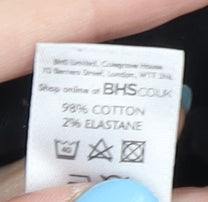 BHS Limited, Colegrave House
70 Berners Street, London, W1T 3NL
Shop online at BHS.CO.UK
98% COTTON
2% ELASTANE
40